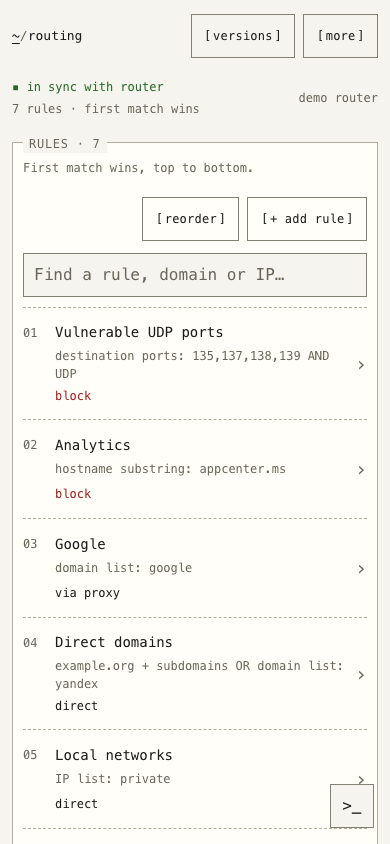 ~/routing
[versions]
[more]
▪ in sync with router
7 rules · first match wins
demo router
RULES · 7
First match wins, top to bottom.
[reorder]
[+ add rule]
Find a rule, domain or IP…
01 Vulnerable UDP ports
destination ports: 135,137,138,139 AND
UDP
block
›
02 Analytics
hostname substring: appcenter.ms
block
›
03 Google
domain list: google
via proxy
›
04 Direct domains
example.org + subdomains OR domain list:
yandex
direct
›
05 Local networks
IP list: private
direct
›
>_